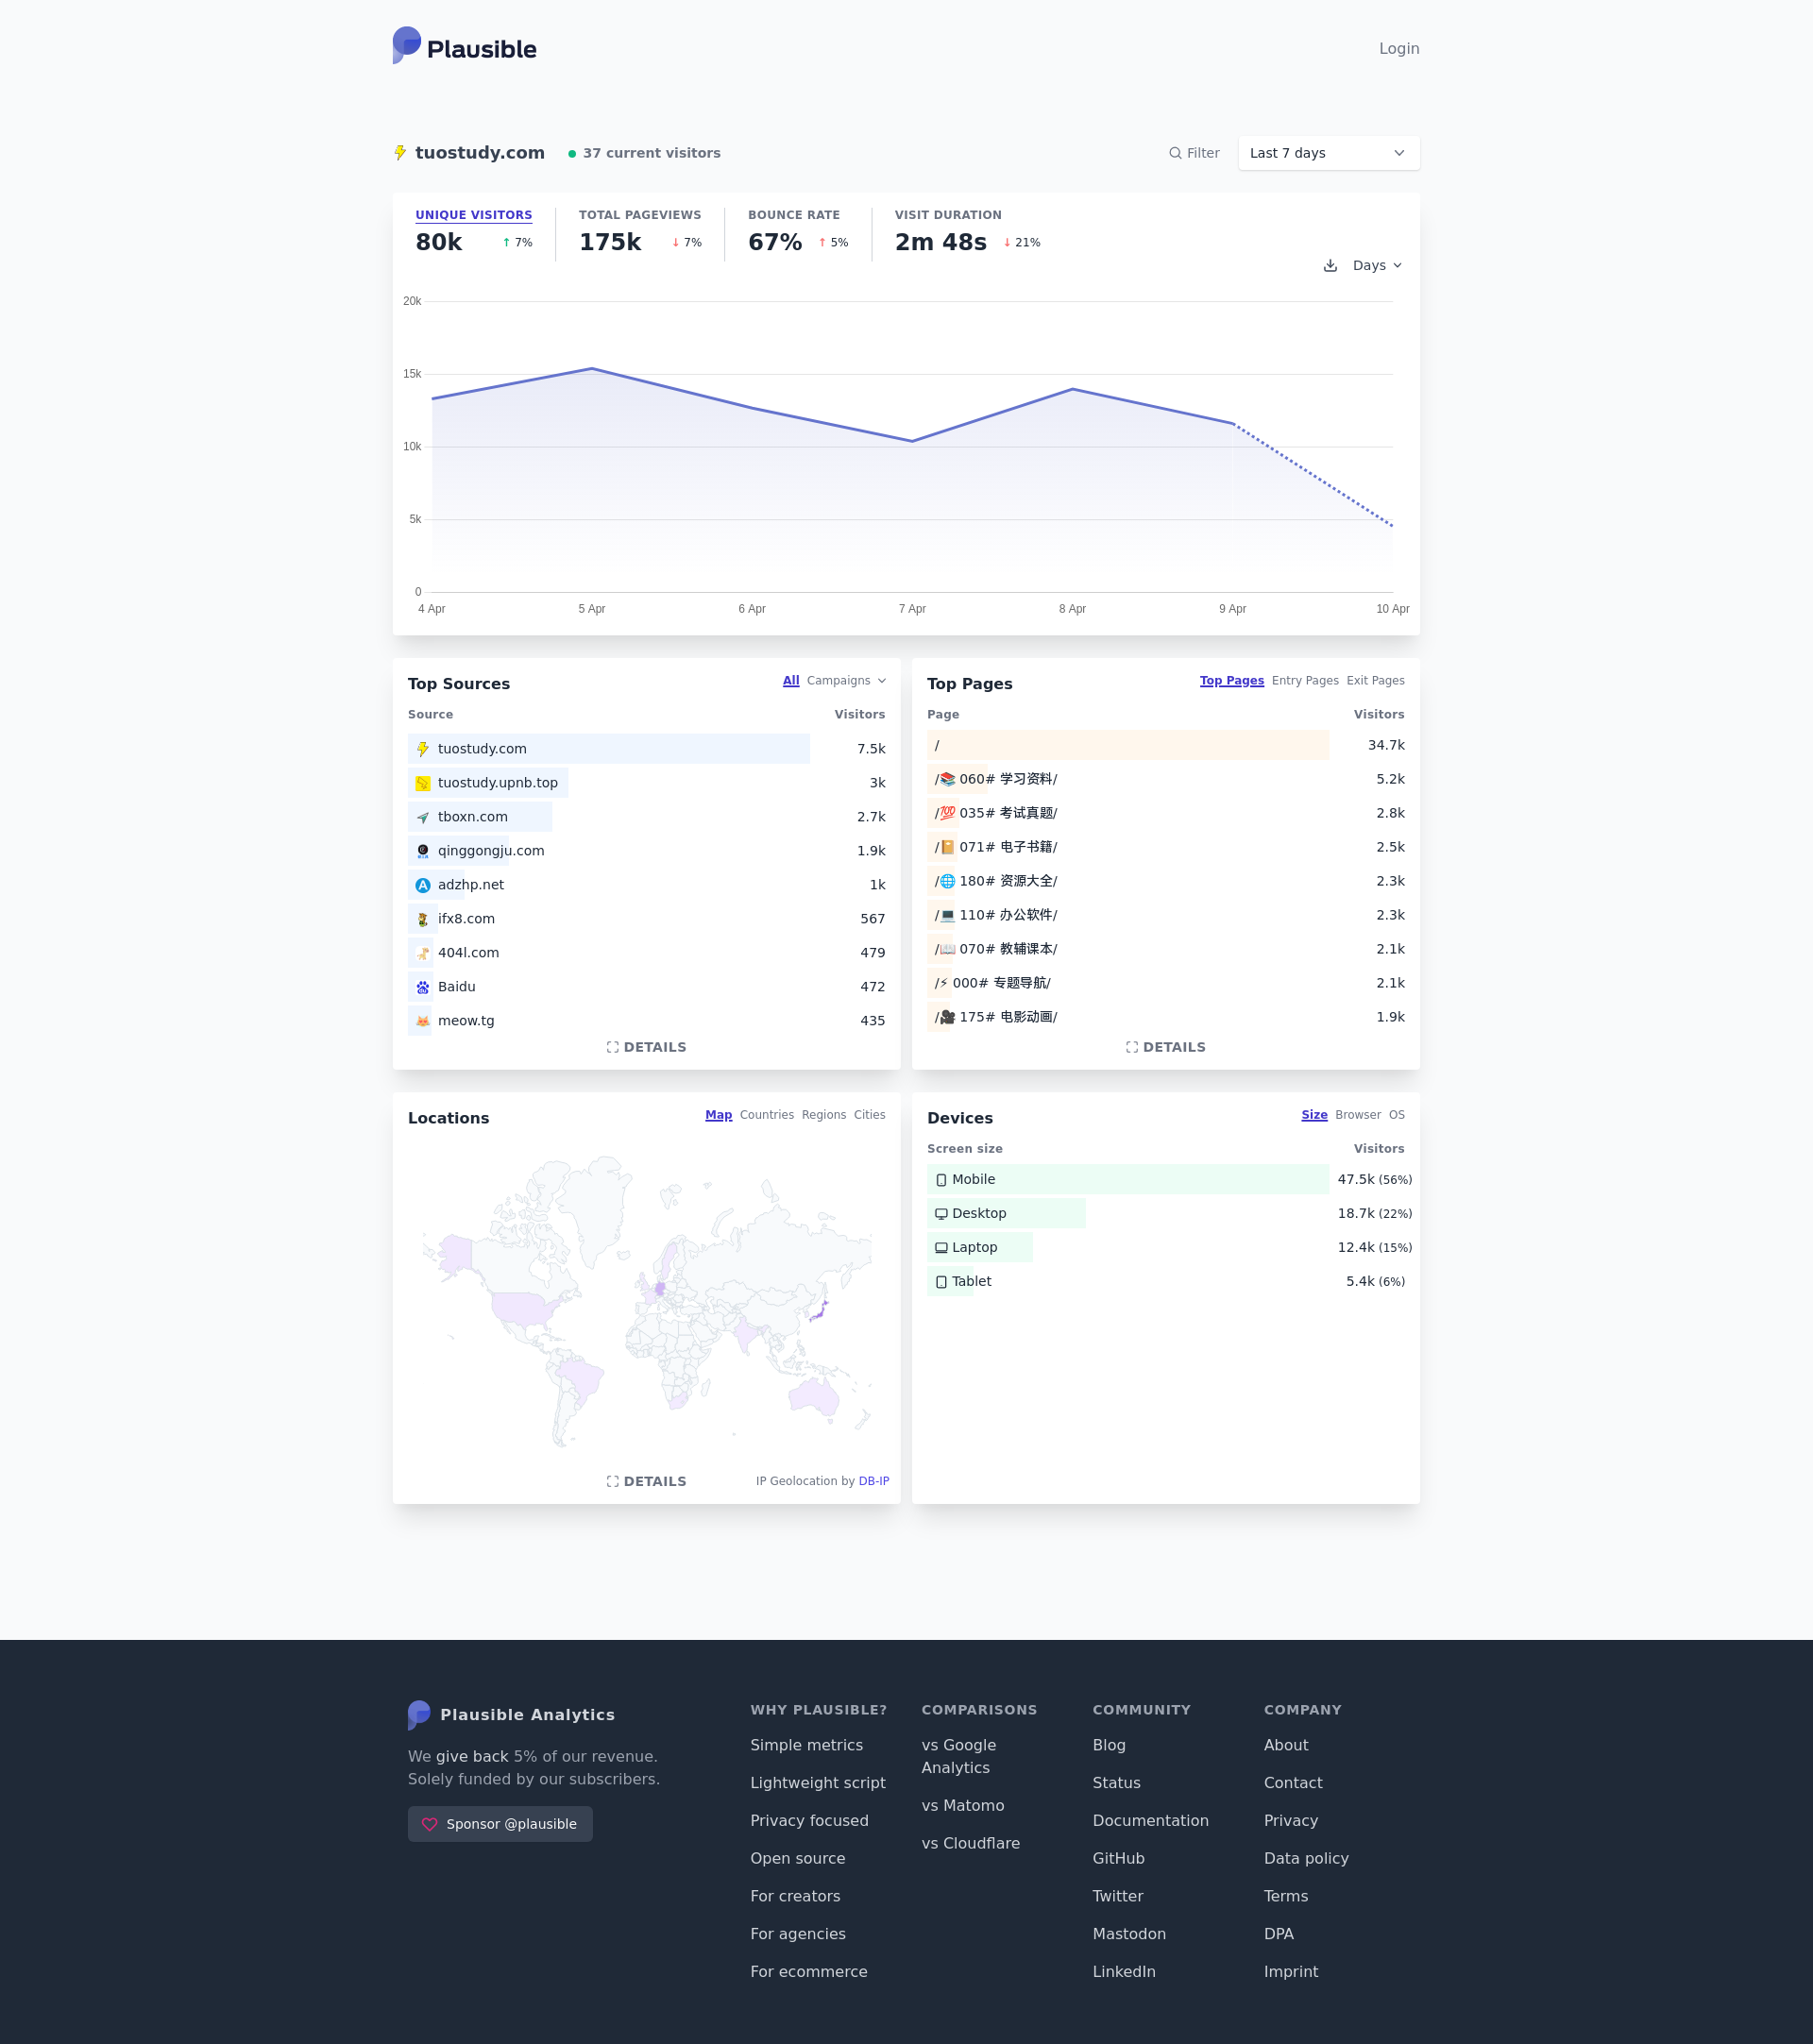 Plausible
Login
tuostudy.com
37 current visitors
Filter
Last 7 days
UNIQUE VISITORS
80k ↑ 7%
TOTAL PAGEVIEWS
175k ↓ 7%
BOUNCE RATE
67% ↑ 5%
VISIT DURATION
2m 48s ↓ 21%
Days
20k
15k
10k
5k
0
4 Apr 5 Apr 6 Apr 7 Apr 8 Apr 9 Apr 10 Apr
Top Sources
All Campaigns
Source Visitors
tuostudy.com 7.5k
tuostudy.upnb.top 3k
tboxn.com 2.7k
qinggongju.com 1.9k
adzhp.net 1k
ifx8.com 567
404l.com 479
Baidu 472
meow.tg 435
DETAILS
Top Pages
Top Pages Entry Pages Exit Pages
Page Visitors
/ 34.7k
/📚 060# 学习资料/ 5.2k
/💯 035# 考试真题/ 2.8k
/📔 071# 电子书籍/ 2.5k
/🌐 180# 资源大全/ 2.3k
/💻 110# 办公软件/ 2.3k
/📖 070# 教辅课本/ 2.1k
/⚡ 000# 专题导航/ 2.1k
/🎥 175# 电影动画/ 1.9k
DETAILS
Locations
Map Countries Regions Cities
DETAILS
IP Geolocation by DB-IP
Devices
Size Browser OS
Screen size Visitors
Mobile 47.5k (56%)
Desktop 18.7k (22%)
Laptop 12.4k (15%)
Tablet 5.4k (6%)
Plausible Analytics
We give back 5% of our revenue.
Solely funded by our subscribers.
Sponsor @plausible
WHY PLAUSIBLE?
Simple metrics
Lightweight script
Privacy focused
Open source
For creators
For agencies
For ecommerce
COMPARISONS
vs Google
Analytics
vs Matomo
vs Cloudflare
COMMUNITY
Blog
Status
Documentation
GitHub
Twitter
Mastodon
LinkedIn
COMPANY
About
Contact
Privacy
Data policy
Terms
DPA
Imprint